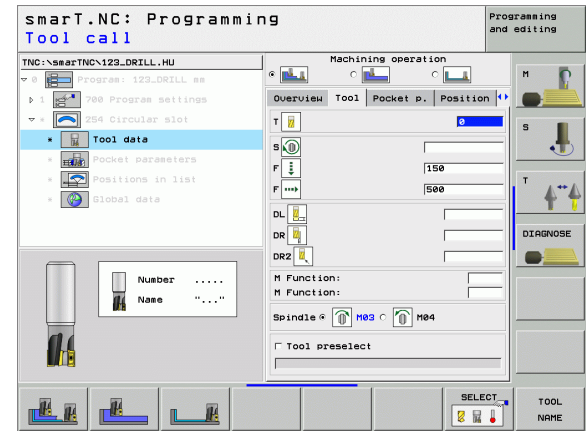 smarT.NC: Programming
Tool call
Programming
and editing
TNC:\smarTNC\123_DRILL.HU
0 Program: 123_DRILL mm
1 700 Program settings
* 254 Circular slot
* Tool data
* Pocket parameters
* Positions in list
* Global data
Number .....
Name "..."
Machining operation
Overview Tool Pocket p. Position
T 0
S
F 150
F 500
DL
DR
DR2
M Function:
M Function:
Spindle M03 M04
Tool preselect
M
S
T
DIAGNOSE
SELECT
TOOL
NAME